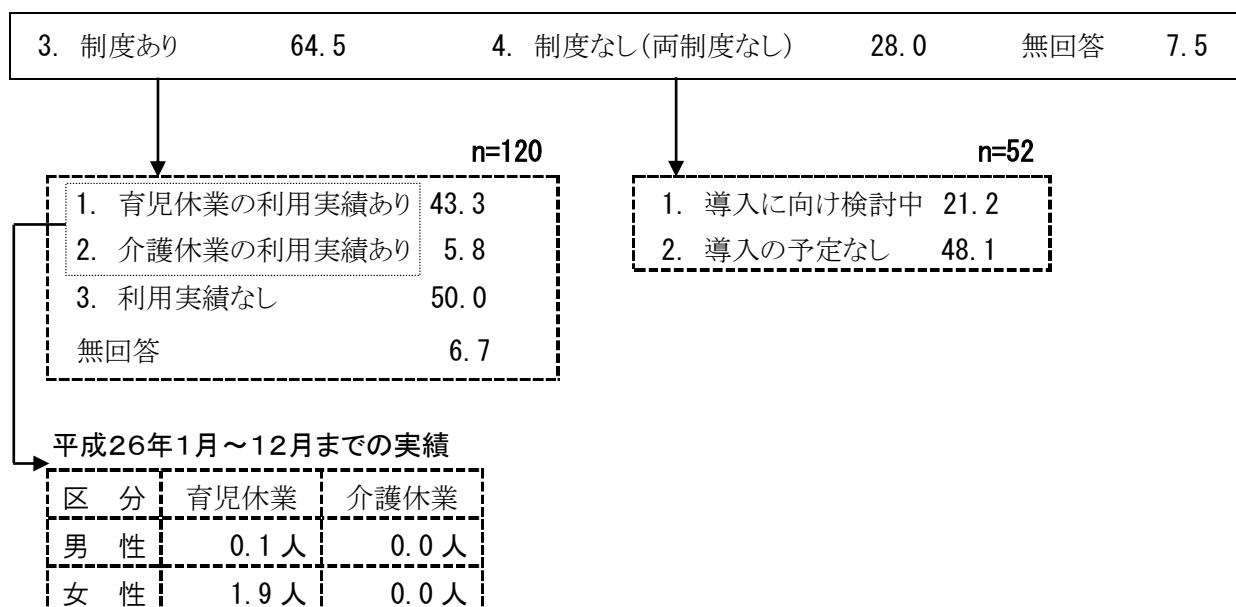 3. 制度あり 64.5 4. 制度なし(両制度なし) 28.0 無回答 7.5
n=120
1. 育児休業の利用実績あり 43.3
2. 介護休業の利用実績あり 5.8
3. 利用実績なし 50.0
無回答 6.7
n=52
1. 導入に向け検討中 21.2
2. 導入の予定なし 48.1
平成26年1月～12月までの実績
区 分 育児休業 介護休業
男 性 0.1人 0.0人
女 性 1.9人 0.0人